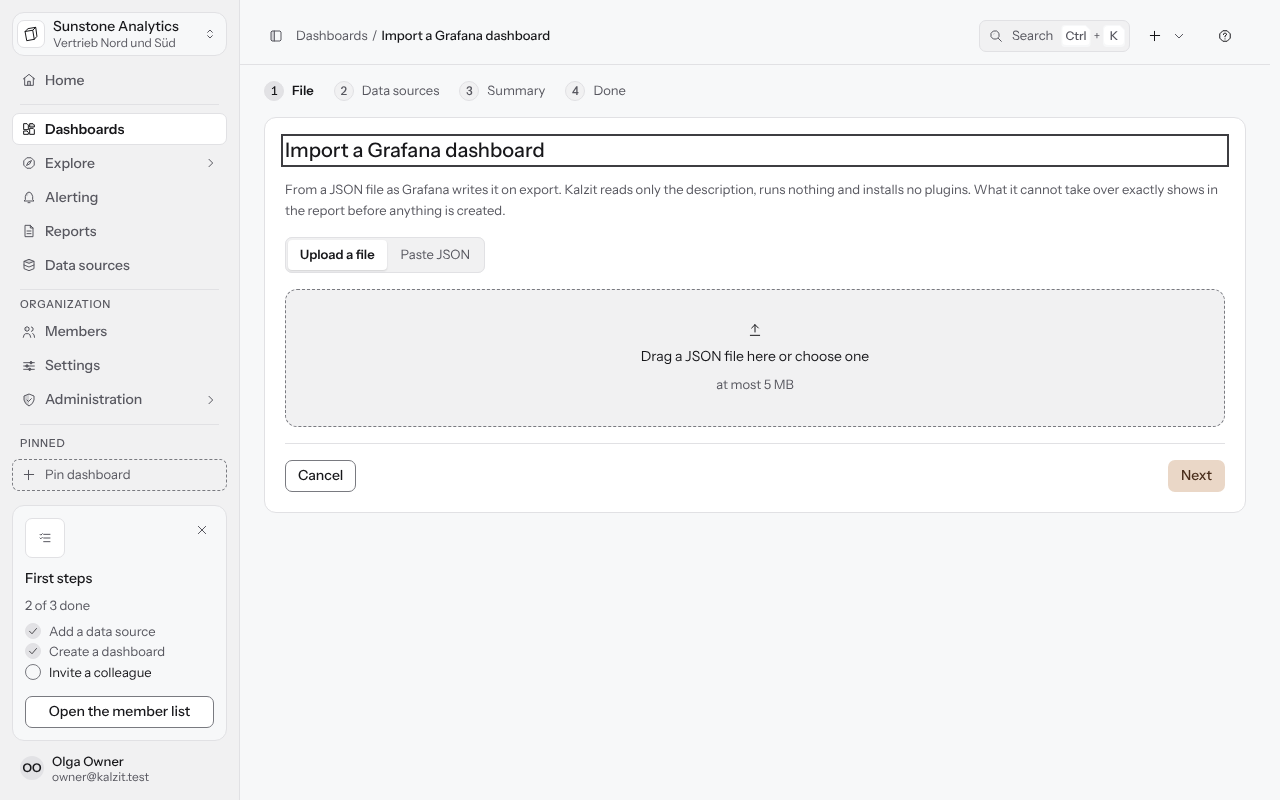 Sunstone Analytics
Vertrieb Nord und Süd
Home
Dashboards
Explore
Alerting
Reports
Data sources
ORGANIZATION
Members
Settings
Administration
PINNED
Pin dashboard
First steps
2 of 3 done
Add a data source
Create a dashboard
Invite a colleague
Open the member list
OO
Olga Owner
owner@kalzit.test
Dashboards / Import a Grafana dashboard
Search Ctrl + K
1 File 2 Data sources 3 Summary 4 Done
Import a Grafana dashboard
From a JSON file as Grafana writes it on export. Kalzit reads only the description, runs nothing and installs no plugins. What it cannot take over exactly shows in
the report before anything is created.
Upload a file Paste JSON
Drag a JSON file here or choose one
at most 5 MB
Cancel Next